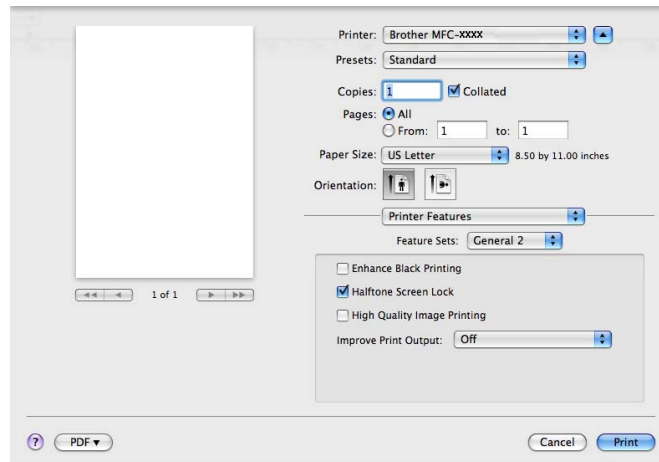 Printer: Brother MFC-XXXX
Presets: Standard
Copies: 1 Collated
Pages: All
From: 1 to: 1
Paper Size: US Letter 8.50 by 11.00 inches
Orientation:
Printer Features
Feature Sets: General 2
Enhance Black Printing
1 of 1
Halftone Screen Lock
High Quality Image Printing
Improve Print Output: Off
? PDF ▼ Cancel Print